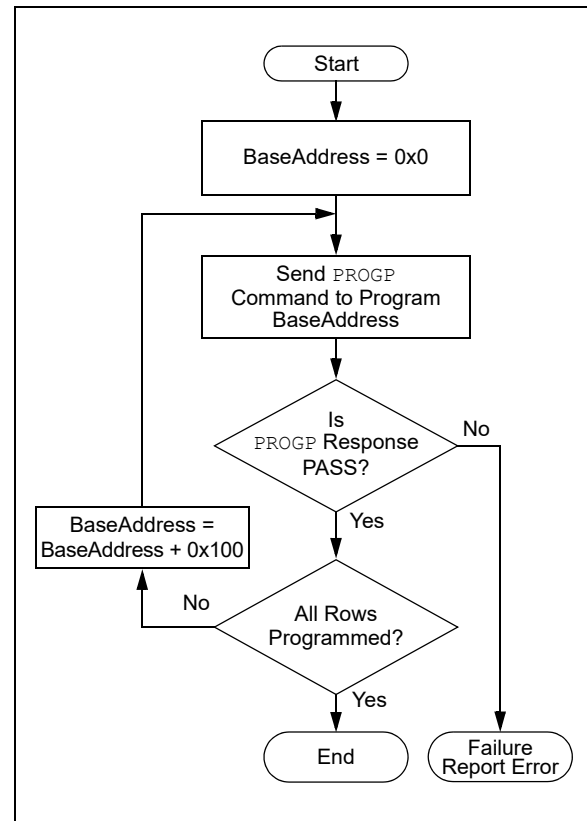 Start
BaseAddress = 0x0
Send PROGP
Command to Program
BaseAddress
Is
PROGP Response
PASS?
No
Yes
BaseAddress =
BaseAddress + 0x100
No
All Rows
Programmed?
Yes
End
Failure
Report Error